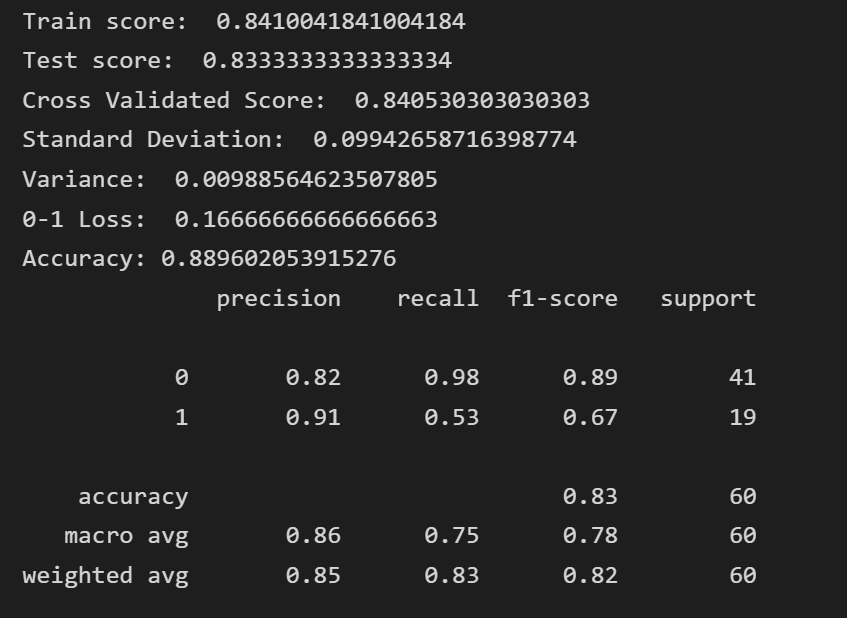 Train score:  0.8410041841004184
Test score:  0.8333333333333334
Cross Validated Score:  0.840530303030303
Standard Deviation:  0.09942658716398774
Variance:  0.00988564623507805
0-1 Loss:  0.16666666666666663
Accuracy: 0.889602053915276
              precision    recall  f1-score   support

           0       0.82      0.98      0.89        41
           1       0.91      0.53      0.67        19

    accuracy                           0.83        60
   macro avg       0.86      0.75      0.78        60
weighted avg       0.85      0.83      0.82        60